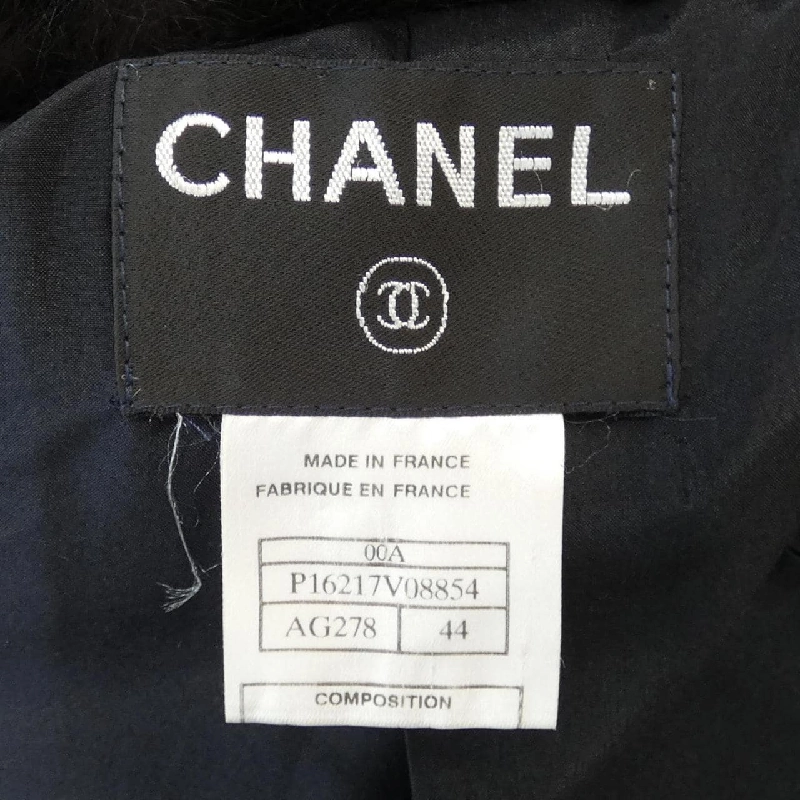 CHANEL
MADE IN FRANCE
FABRIQUE EN FRANCE
00A
P16217V08854
AG278 44
COMPOSITION